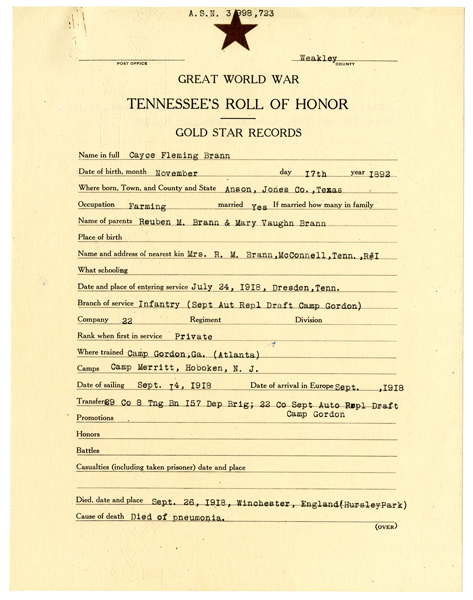 A.S.N. 3 998,723
Weakley
POST OFFICE COUNTY
GREAT WORLD WAR
TENNESSEE'S ROLL OF HONOR
GOLD STAR RECORDS
Name in full Cayce Fleming Brann
Date of birth, month November day 17th year 1892
Where born, Town, and County and State Anson, Jones Co.,Texas
Occupation Farming married Yes If married how many in family
Name of parents Reuben M. Brann & Mary Vaughn Brann
Place of birth
Name and address of nearest kin Mrs. R. M. Brann,McConnell,Tenn.,R#I
What schooling
Date and place of entering service July 24, 1918, Dresden,Tenn.
Branch of service Infantry (Sept Aut Repl Draft Camp Gordon)
Company 22 Regiment Division
Rank when first in service Private
Where trained Camp Gordon,Ga. (Atlanta)
Camps Camp Merritt, Hoboken, N. J.
Date of sailing Sept. I4, 1918 Date of arrival in Europe Sept. ,1918
Transfer 29 Co 8 Tng Bn I57 Dep Brig; 22 Co Sept Auto Repl Draft
Camp Gordon
Promotions
Honors
Battles
Casualties (including taken prisoner) date and place
Died, date and place Sept. 26, 1918, Winchester, England(HursleyPark)
Cause of death Died of pneumonia.
(OVER)